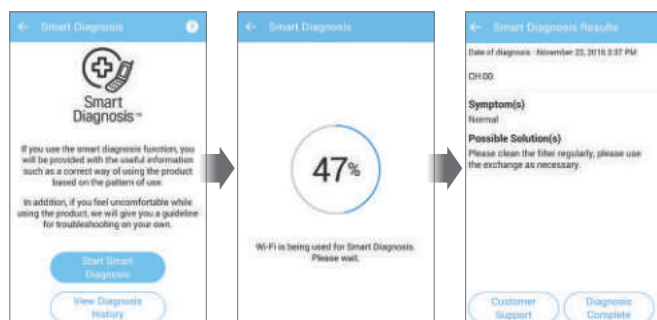 Smart Diagnosis ?
Smart
Diagnosis™
If you use the smart diagnosis function, you
will be provided with the useful information
such as a correct way of using the product
based on the pattern of use.
In addition, if you feel uncomfortable while
using the product, we will give you a guideline
for troubleshooting on your own.
Start Smart
Diagnosis
View Diagnosis
History
Smart Diagnosis
47%
Wi-Fi is being used for Smart Diagnosis.
Please wait.
Smart Diagnosis Results
Date of diagnosis : November 22, 2016 3:37 PM
CH:00
Symptom(s)
Normal
Possible Solution(s)
Please clean the filter regularly, please use
the exchange as necessary.
Customer
Support
Diagnosis
Complete